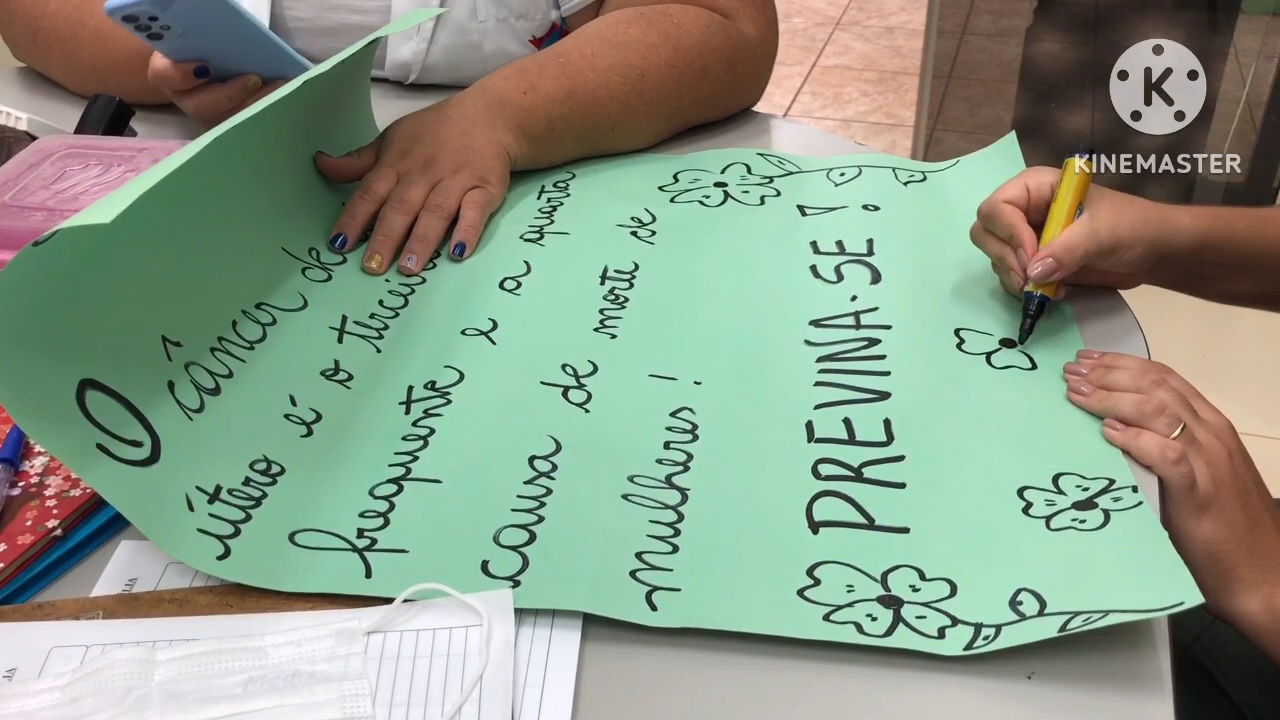 O câncer de
útero é o terceiro
frequente e a quarta
causa de morte de
mulheres!
PREVINA-SE!
K
KINEMASTER